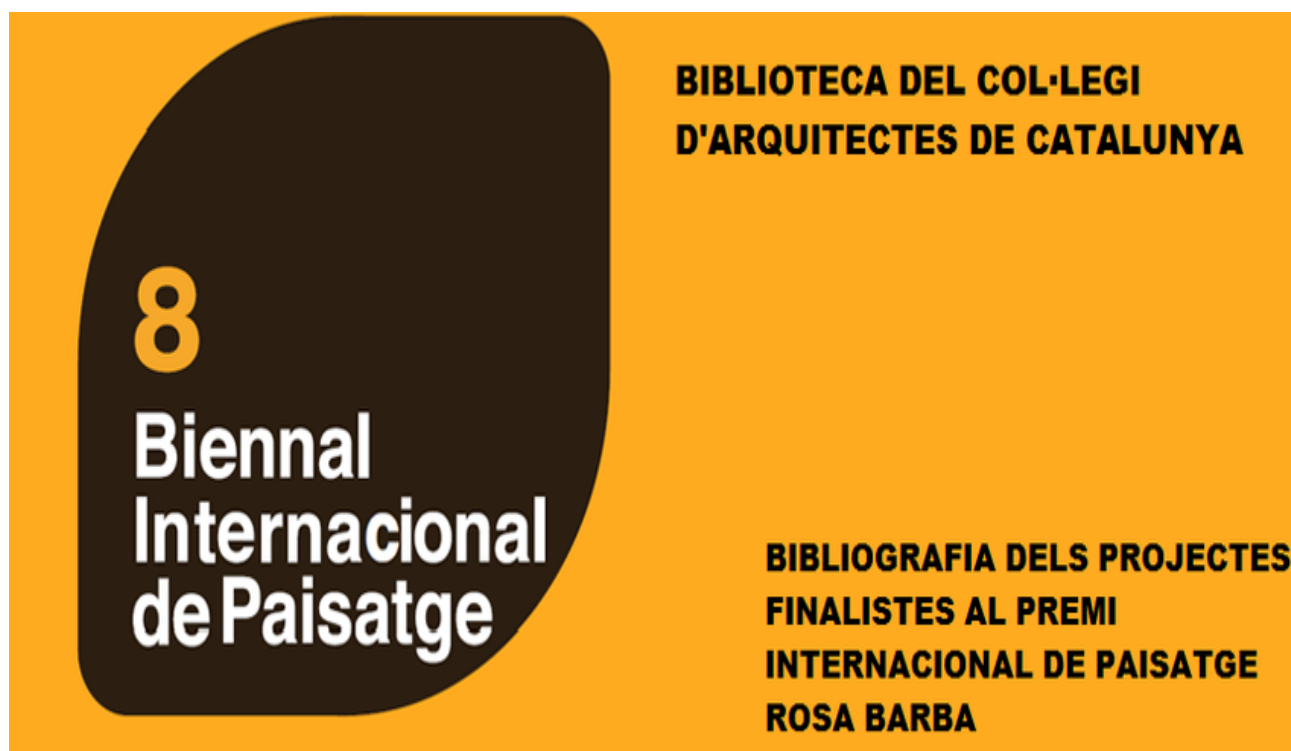 BIBLIOTECA DEL COL·LEGI
D'ARQUITECTES DE CATALUNYA
8
Biennal
Internacional
de Paisatge
BIBLIOGRAFIA DELS PROJECTES
FINALISTES AL PREMI
INTERNACIONAL DE PAISATGE
ROSA BARBA